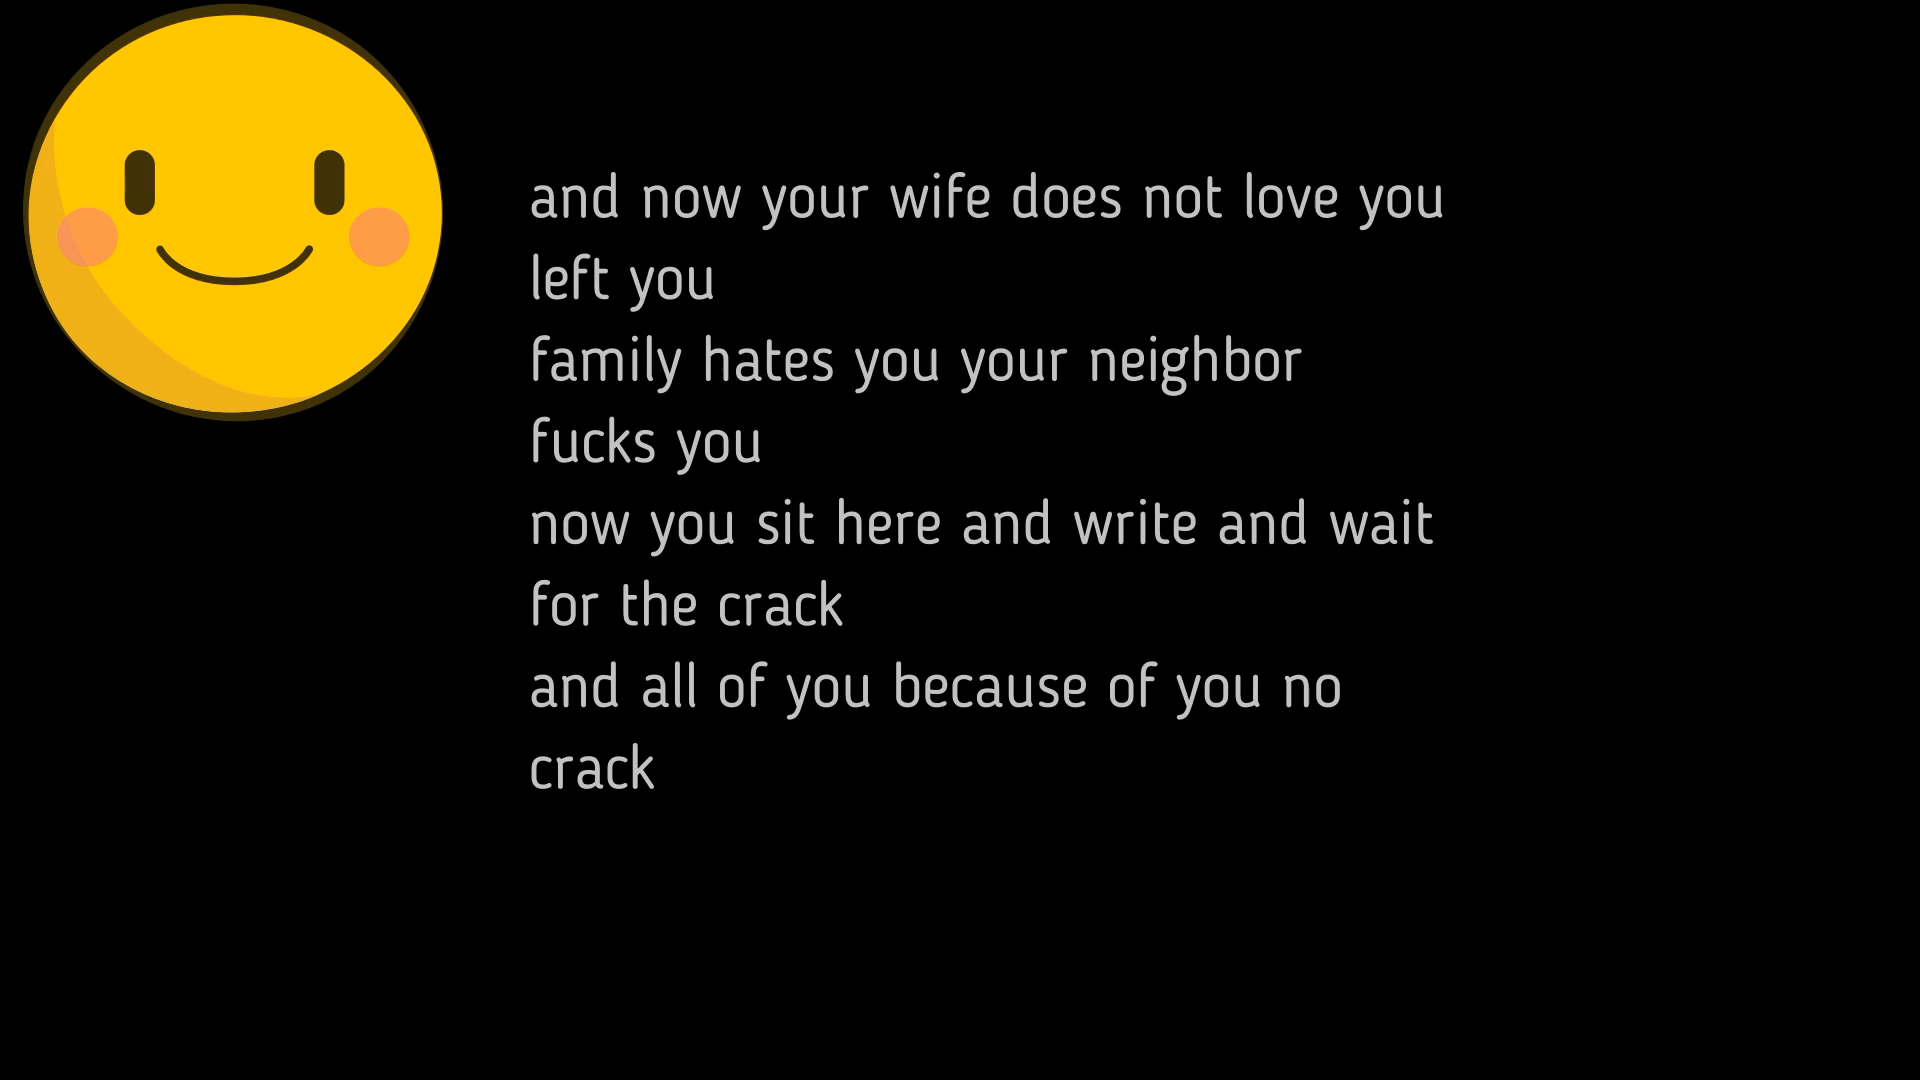 and now your wife does not love you
left you
family hates you your neighbor
fucks you
now you sit here and write and wait
for the crack
and all of you because of you no
crack